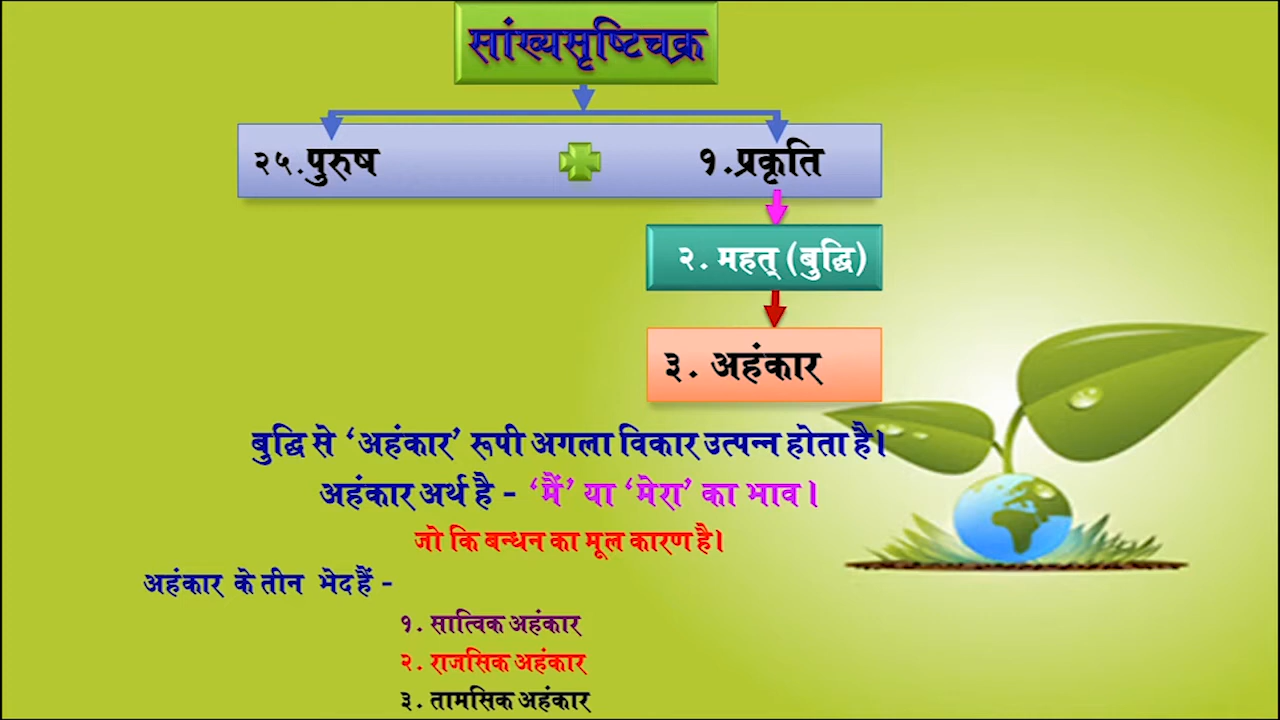 सांख्यसृष्टिचक्र
२५.पुरुष १.प्रकृति
२. महत् (बुद्धि)
३. अहंकार
बुद्धि से ‘अहंकार’ रूपी अगला विकार उत्पन्न होता है।
अहंकार अर्थ है - ‘मैं’ या ‘मेरा’ का भाव ।
जो कि बन्धन का मूल कारण है।
अहंकार के तीन भेद हैं -
१. सात्विक अहंकार
२. राजसिक अहंकार
३. तामसिक अहंकार